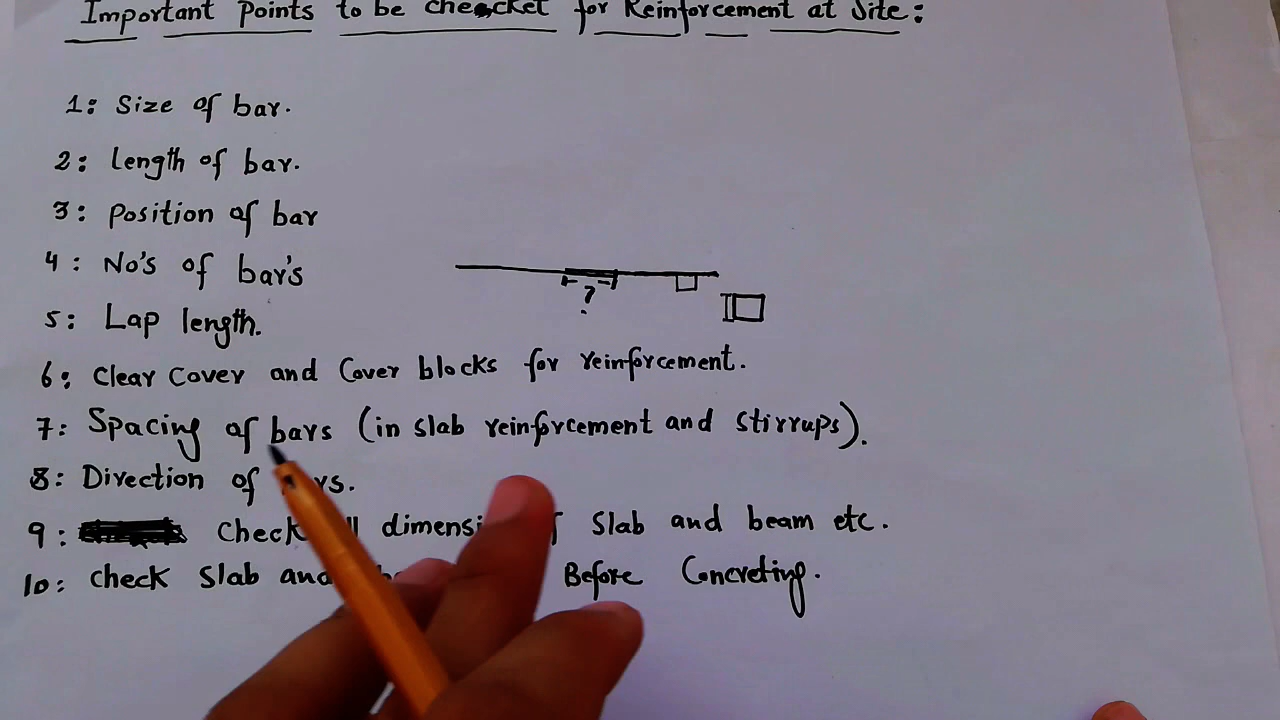 Important Points to be checket for Reinforcement at Site:
1: Size of bar.
2: Length of bar.
3: Position of bar
4: No's of bar's
5: Lap length.
?
6: Clear Cover and Cover blocks for reinforcement.
7: Spacing of bars (in slab reinforcement and stirrups).
8: Direction of
9: Check dimensi Slab and beam etc.
10: Check Slab and Before Concreting.